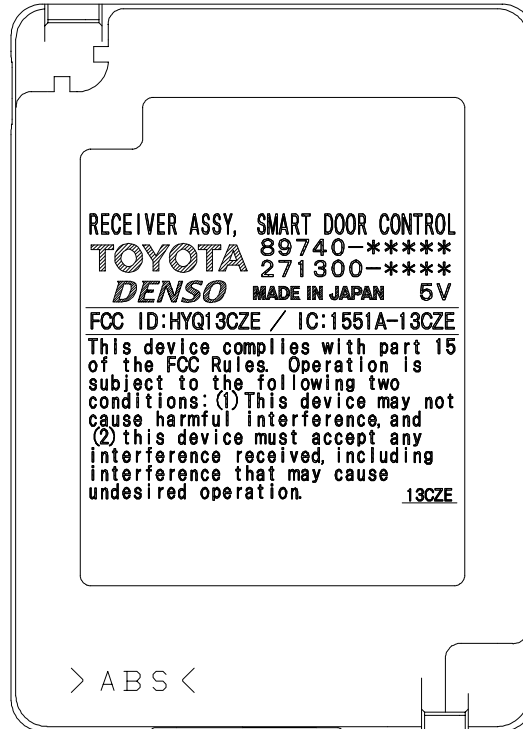 RECEIVER ASSY, SMART DOOR CONTROL
TOYOTA 89740-*****
271300-****
DENSO MADE IN JAPAN 5V
FCC ID:HYQ13CZE / IC:1551A-13CZE
This device complies with part 15
of the FCC Rules. Operation is
subject to the following two
conditions: (1) This device may not
cause harmful interference, and
(2) this device must accept any
interference received, including
interference that may cause
undesired operation.
13CZE
>ABS<